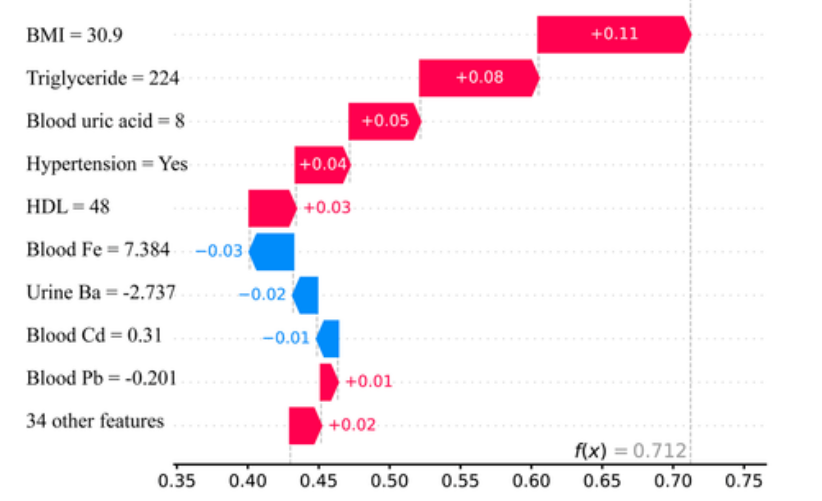 BMI = 30.9 +0.11
Triglyceride = 224 +0.08
Blood uric acid = 8 +0.05
Hypertension = Yes +0.04
HDL = 48 +0.03
Blood Fe = 7.384 −0.03
Urine Ba = -2.737 −0.02
Blood Cd = 0.31 −0.01
Blood Pb = -0.201 +0.01
34 other features +0.02
f(x) = 0.712
0.35 0.40 0.45 0.50 0.55 0.60 0.65 0.70 0.75